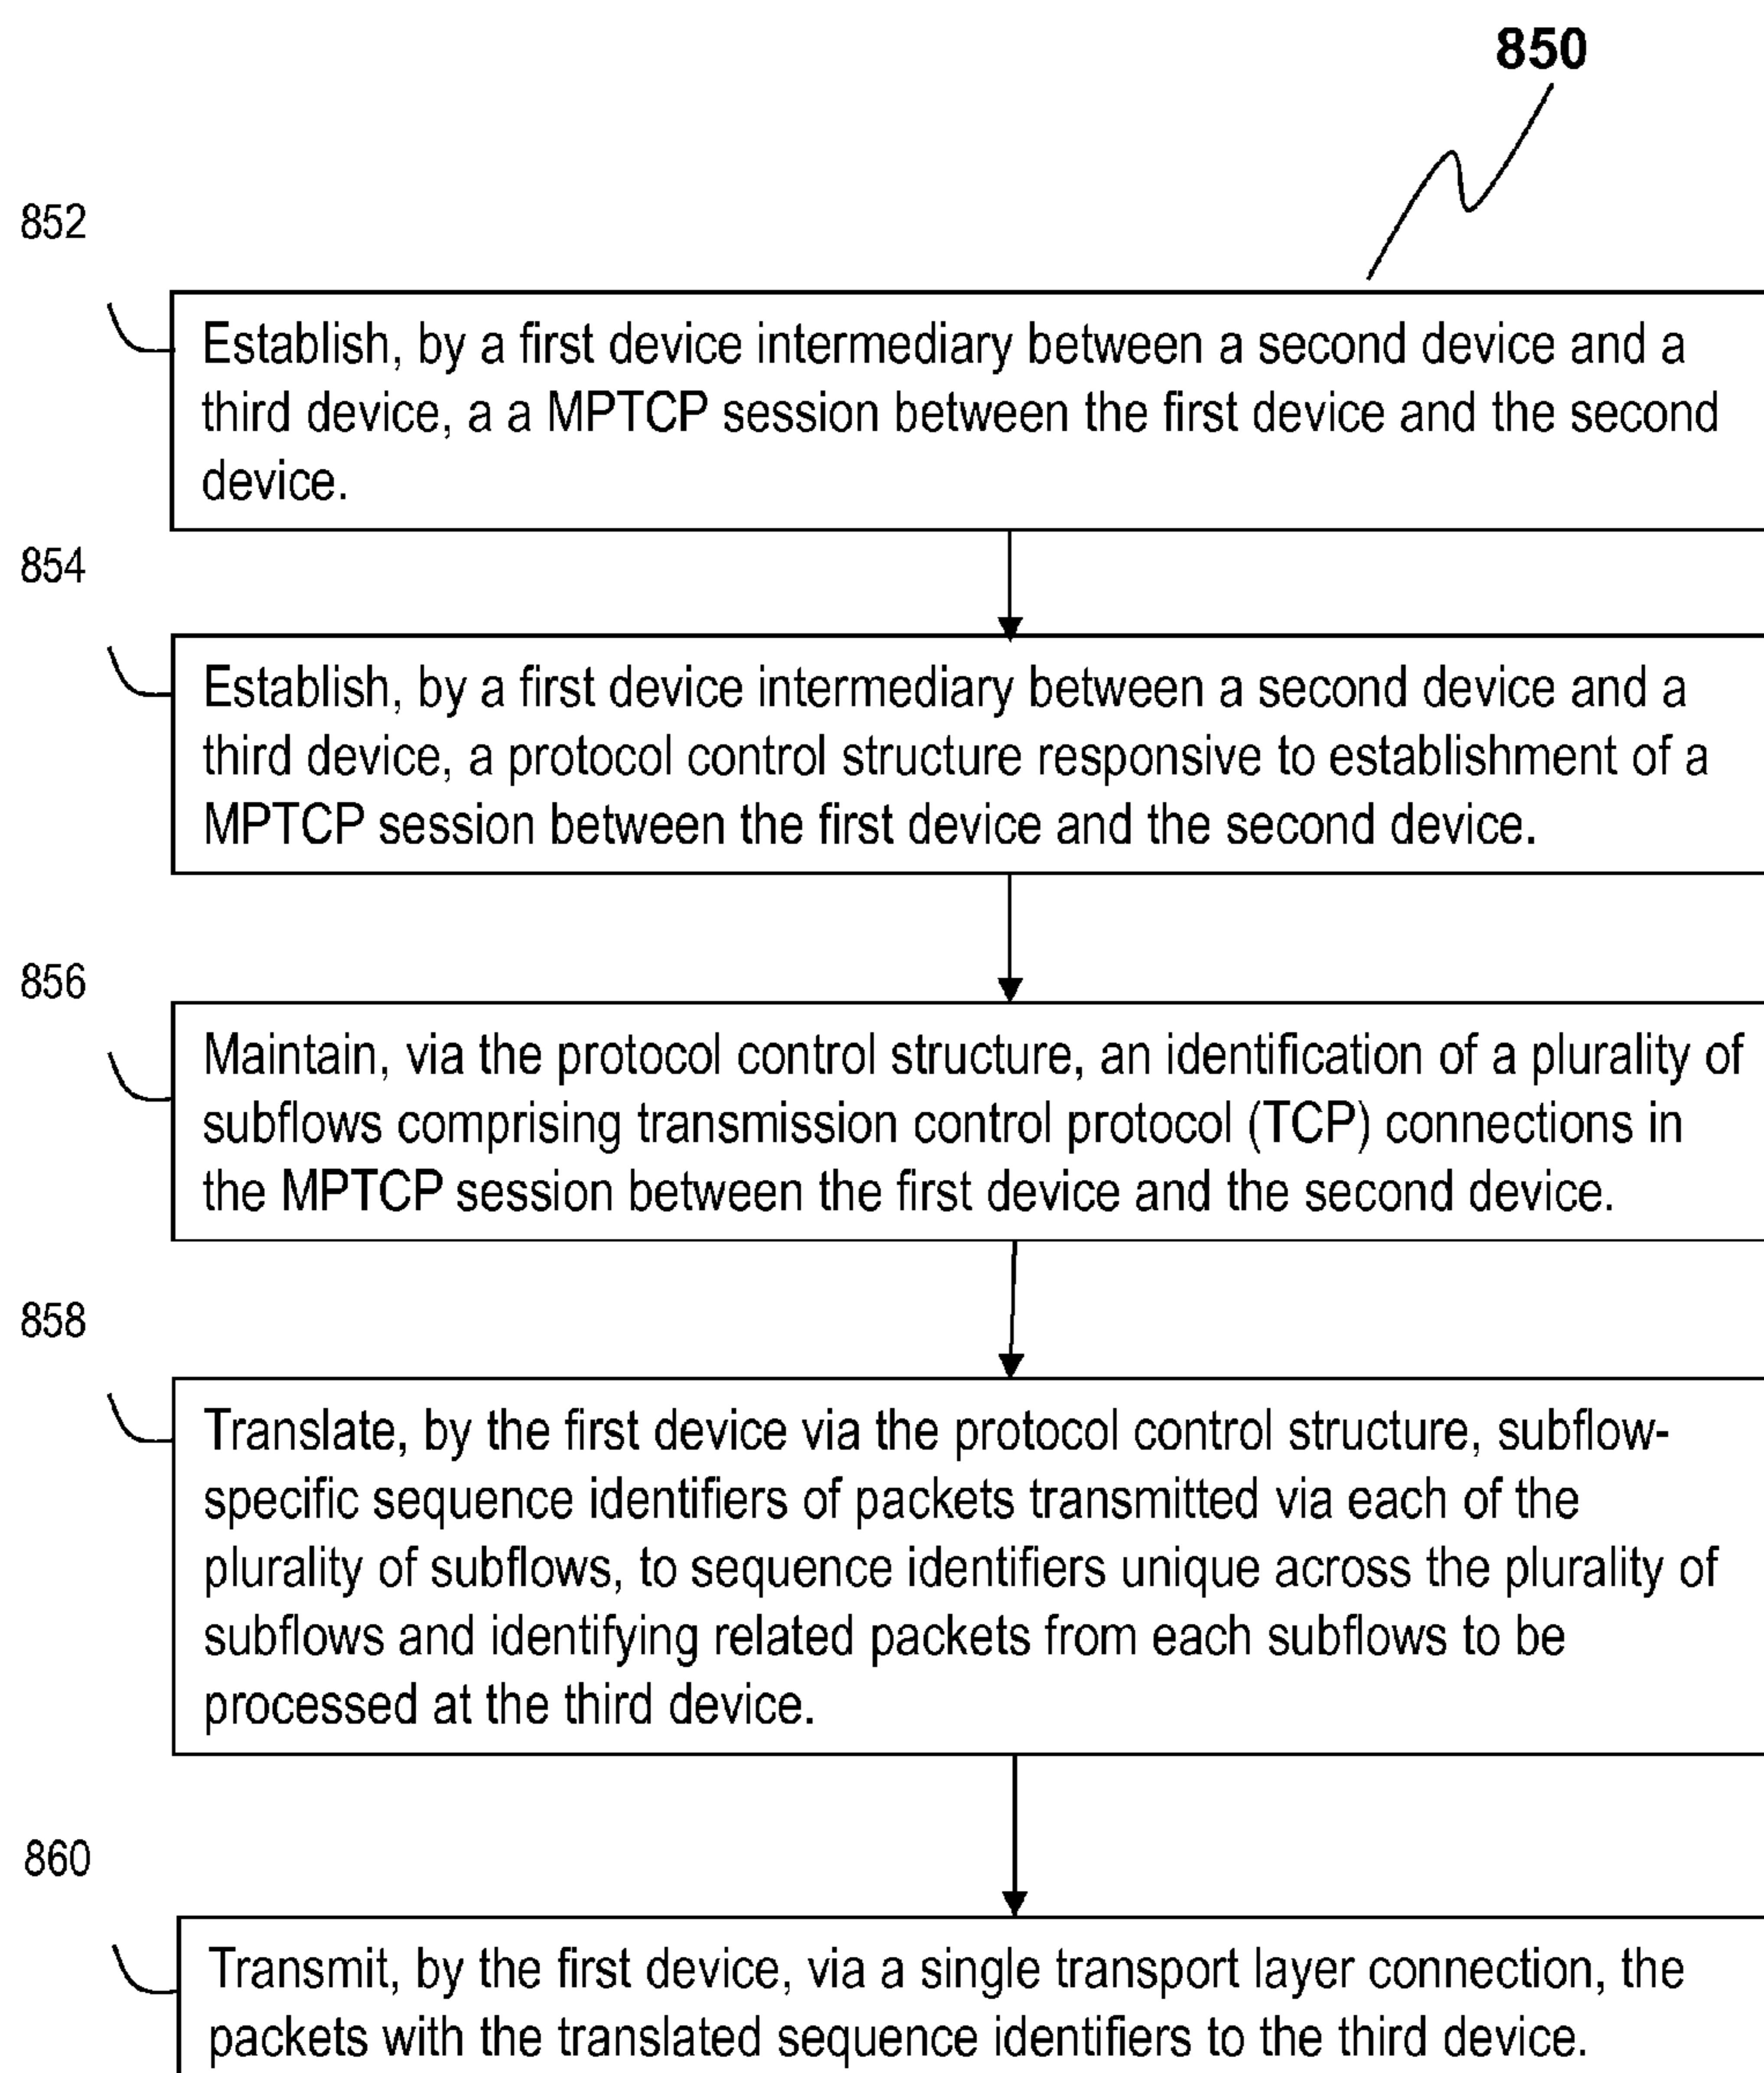 850
852
Establish, by a first device intermediary between a second device and a
third device, a a MPTCP session between the first device and the second
device.
854
Establish, by a first device intermediary between a second device and a
third device, a protocol control structure responsive to establishment of a
MPTCP session between the first device and the second device.
856
Maintain, via the protocol control structure, an identification of a plurality of
subflows comprising transmission control protocol (TCP) connections in
the MPTCP session between the first device and the second device.
858
Translate, by the first device via the protocol control structure, subflow-
specific sequence identifiers of packets transmitted via each of the
plurality of subflows, to sequence identifiers unique across the plurality of
subflows and identifying related packets from each subflows to be
processed at the third device.
860
Transmit, by the first device, via a single transport layer connection, the
packets with the translated sequence identifiers to the third device.